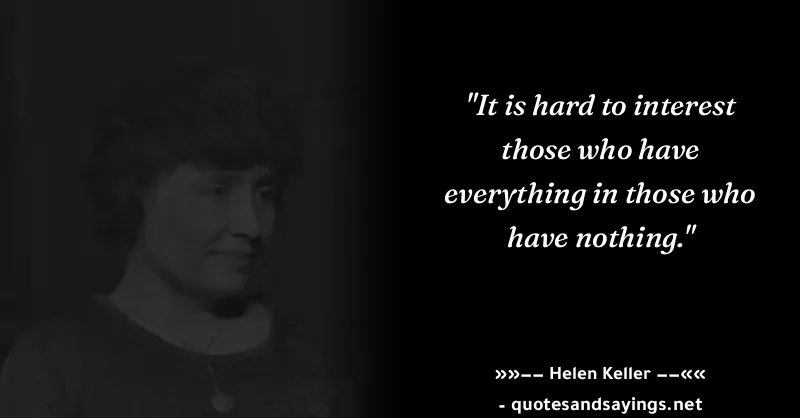 "It is hard to interest
those who have
everything in those who
have nothing."
»»–– Helen Keller ––««
- quotesandsayings.net